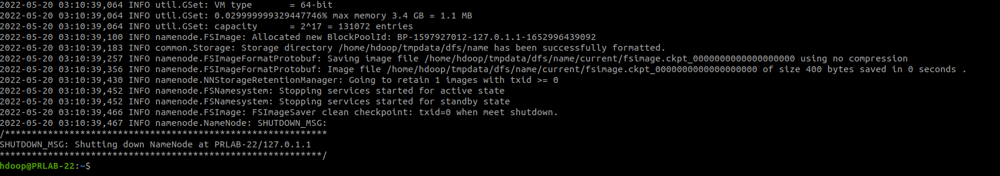 2022-05-20 03:10:39,064 INFO util.GSet: VM type       = 64-bit
2022-05-20 03:10:39,064 INFO util.GSet: 0.029999999329447746% max memory 3.4 GB = 1.1 MB
2022-05-20 03:10:39,064 INFO util.GSet: capacity      = 2^17 = 131072 entries
2022-05-20 03:10:39,100 INFO namenode.FSImage: Allocated new BlockPoolId: BP-1597927012-127.0.1.1-1652996439092
2022-05-20 03:10:39,183 INFO common.Storage: Storage directory /home/hdoop/tmpdata/dfs/name has been successfully formatted.
2022-05-20 03:10:39,257 INFO namenode.FSImageFormatProtobuf: Saving image file /home/hdoop/tmpdata/dfs/name/current/fsimage.ckpt_0000000000000000000 using no compression
2022-05-20 03:10:39,356 INFO namenode.FSImageFormatProtobuf: Image file /home/hdoop/tmpdata/dfs/name/current/fsimage.ckpt_0000000000000000000 of size 400 bytes saved in 0 seconds .
2022-05-20 03:10:39,430 INFO namenode.NNStorageRetentionManager: Going to retain 1 images with txid >= 0
2022-05-20 03:10:39,452 INFO namenode.FSNamesystem: Stopping services started for active state
2022-05-20 03:10:39,452 INFO namenode.FSNamesystem: Stopping services started for standby state
2022-05-20 03:10:39,466 INFO namenode.FSImage: FSImageSaver clean checkpoint: txid=0 when meet shutdown.
2022-05-20 03:10:39,467 INFO namenode.NameNode: SHUTDOWN_MSG:
/************************************************************
SHUTDOWN_MSG: Shutting down NameNode at PRLAB-22/127.0.1.1
************************************************************/
hdoop@PRLAB-22:~$